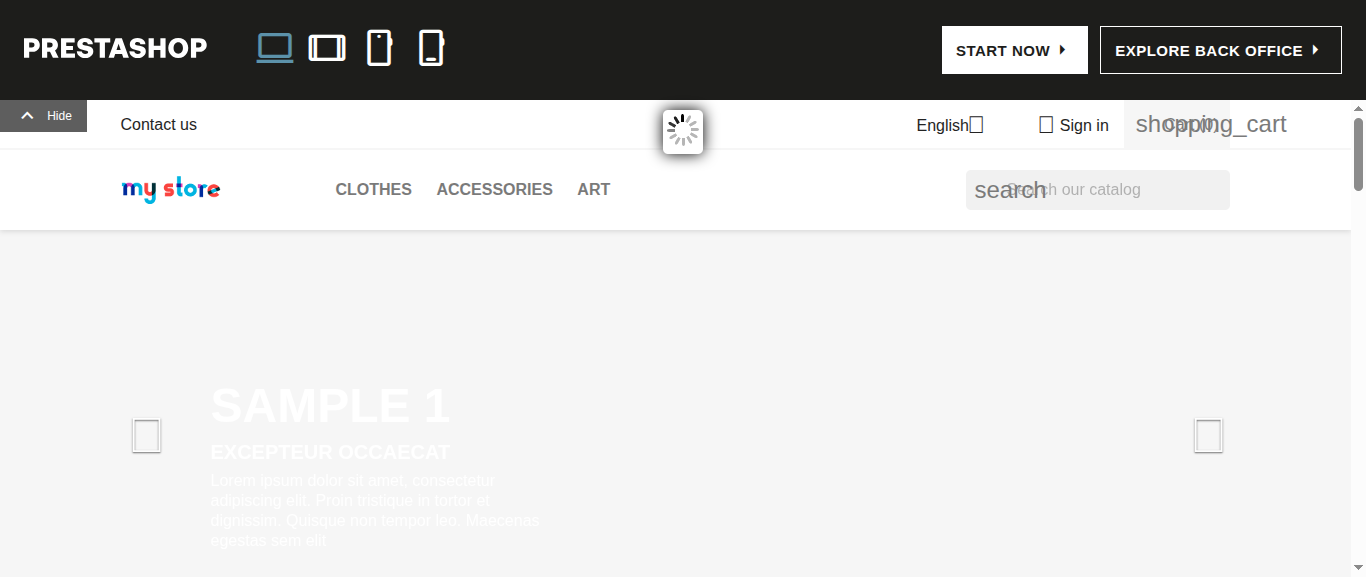 PRESTASHOP
START NOW
EXPLORE BACK OFFICE
Hide
Contact us
English
Sign in
shopping_cart
Cart (0)
my store
CLOTHES
ACCESSORIES
ART
search
Search our catalog
SAMPLE 1
EXCEPTEUR OCCAECAT
Lorem ipsum dolor sit amet, consectetur
adipiscing elit. Proin tristique in tortor et
dignissim. Quisque non tempor leo. Maecenas
egestas sem elit